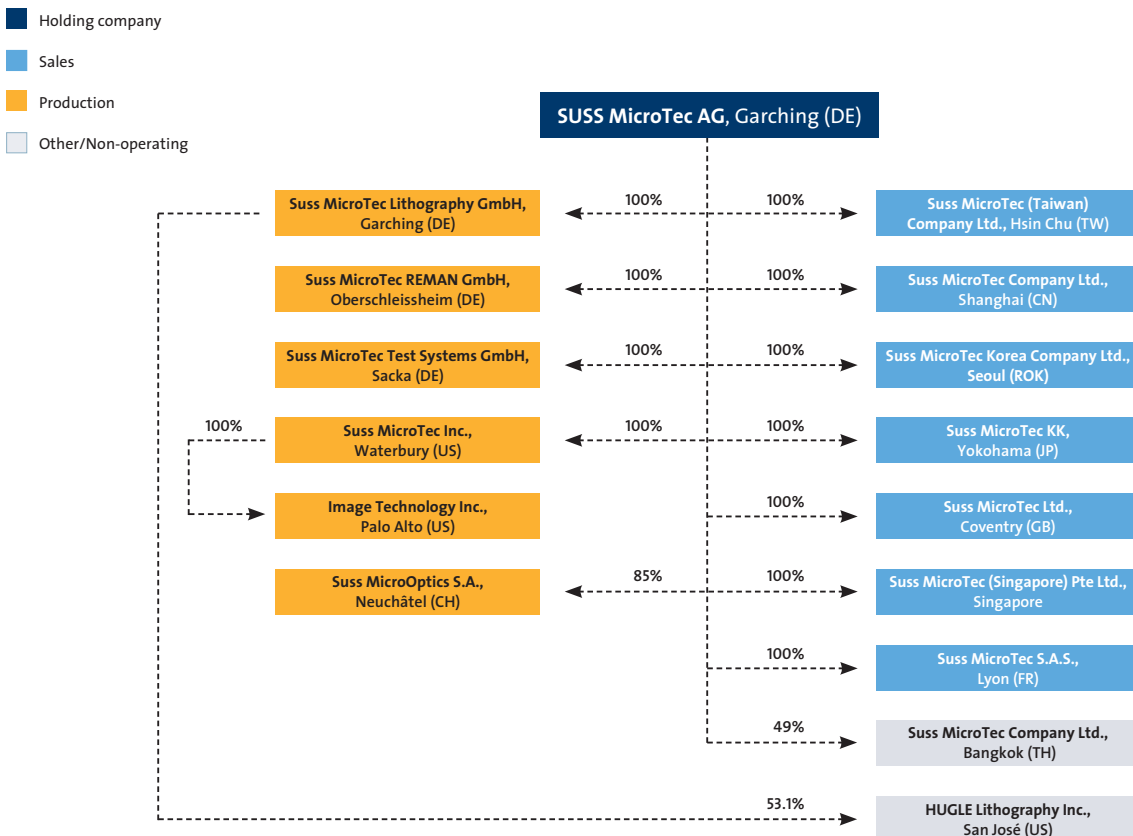 Holding company
Sales
Production
Other/Non-operating
SUSS MicroTec AG, Garching (DE)
Suss MicroTec Lithography GmbH,
Garching (DE)
100%
100%
Suss MicroTec (Taiwan)
Company Ltd., Hsin Chu (TW)
Suss MicroTec REMAN GmbH,
Oberschleissheim (DE)
100%
100%
Suss MicroTec Company Ltd.,
Shanghai (CN)
Suss MicroTec Test Systems GmbH,
Sacka (DE)
100%
100%
Suss MicroTec Korea Company Ltd.,
Seoul (ROK)
100%
Suss MicroTec Inc.,
Waterbury (US)
100%
100%
Suss MicroTec KK,
Yokohama (JP)
Image Technology Inc.,
Palo Alto (US)
100%
Suss MicroTec Ltd.,
Coventry (GB)
Suss MicroOptics S.A.,
Neuchâtel (CH)
85%
100%
Suss MicroTec (Singapore) Pte Ltd.,
Singapore
100%
Suss MicroTec S.A.S.,
Lyon (FR)
49%
Suss MicroTec Company Ltd.,
Bangkok (TH)
53.1%
HUGLE Lithography Inc.,
San José (US)